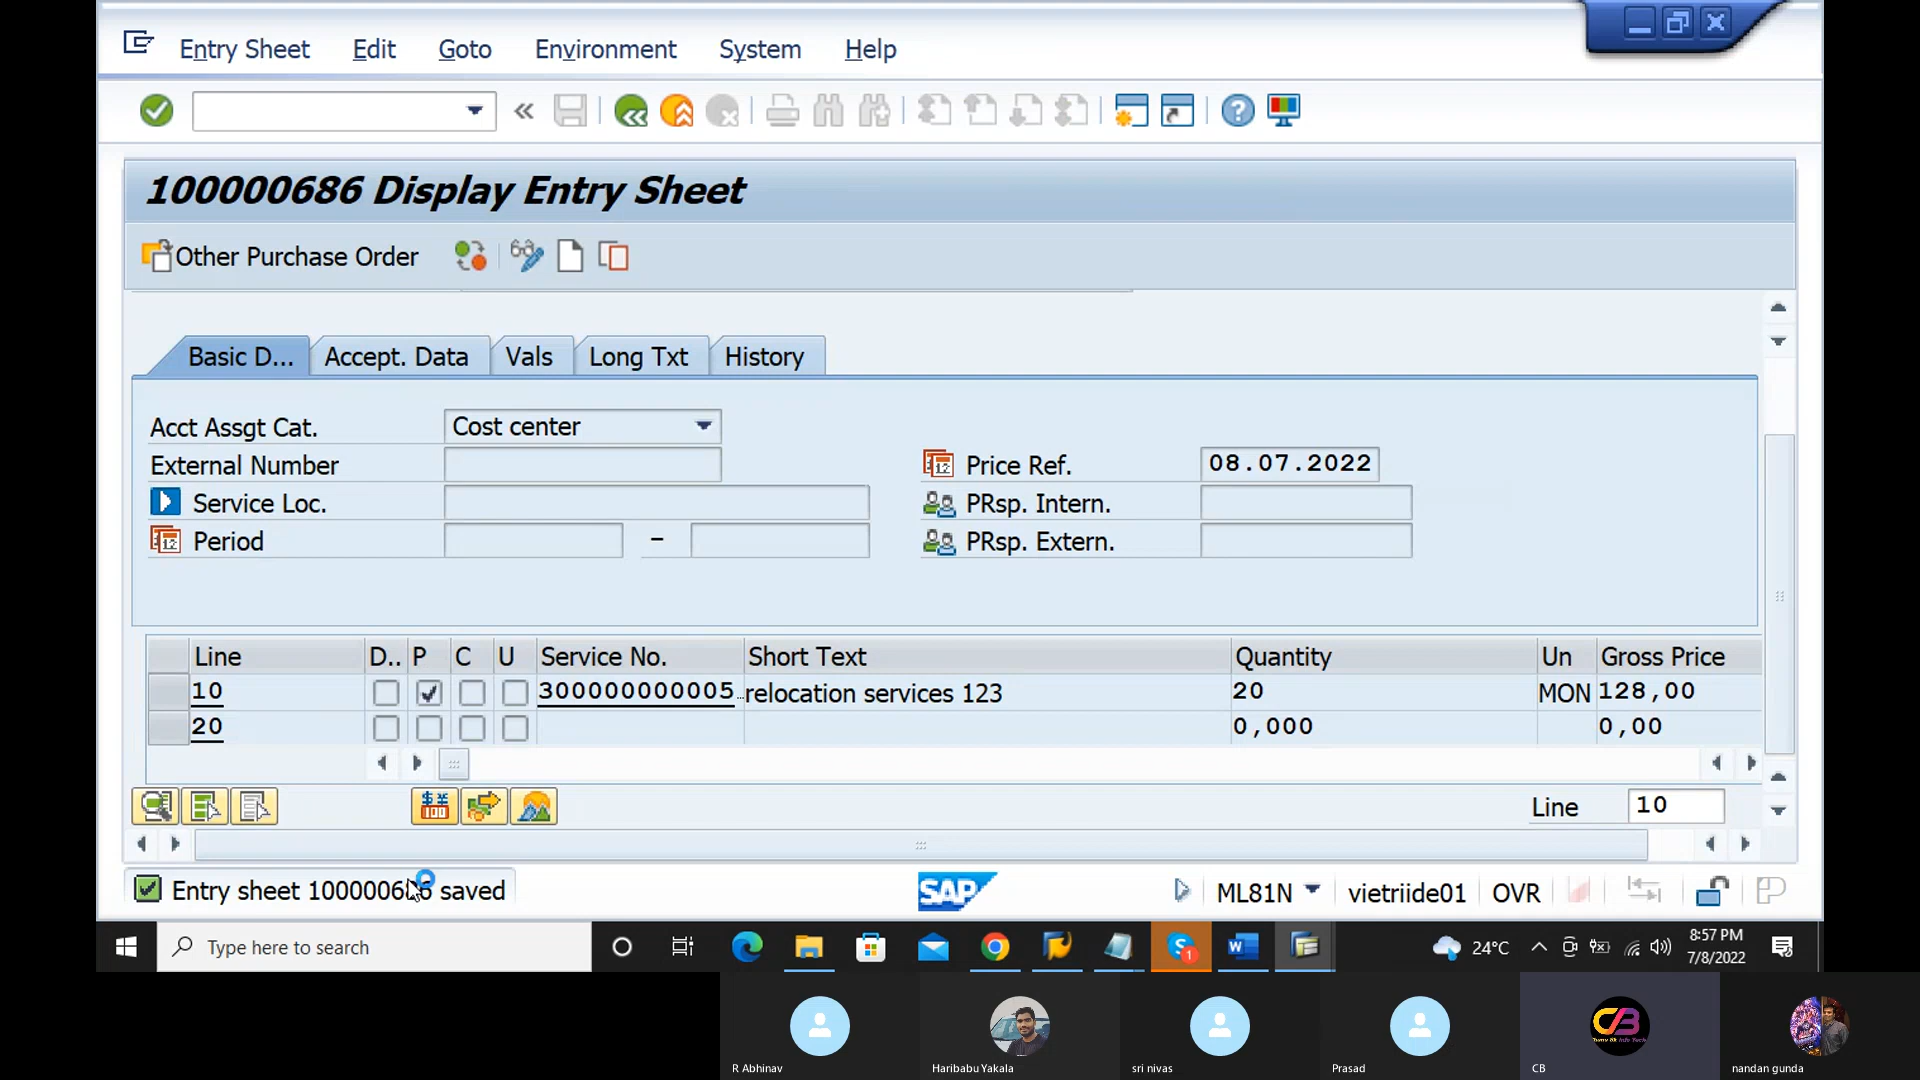 Entry Sheet Edit Goto Environment System Help
100000686 Display Entry Sheet
Other Purchase Order
Basic D... Accept. Data Vals Long Txt History
Acct Assgt Cat. Cost center
External Number Price Ref. 08.07.2022
Service Loc. PRsp. Intern.
Period – PRsp. Extern.
Line D.. P C U Service No. Short Text Quantity Un Gross Price
10 300000000005… relocation services 123 20 MON 128,00
20 0,000 0,00
Line 10
Entry sheet 100000686 saved SAP ML81N vietriide01 OVR
Type here to search 1 24°C 8:57 PM
7/8/2022
CB
R Abhinav Haribabu Yakala sri nivas Prasad CB nandan gunda